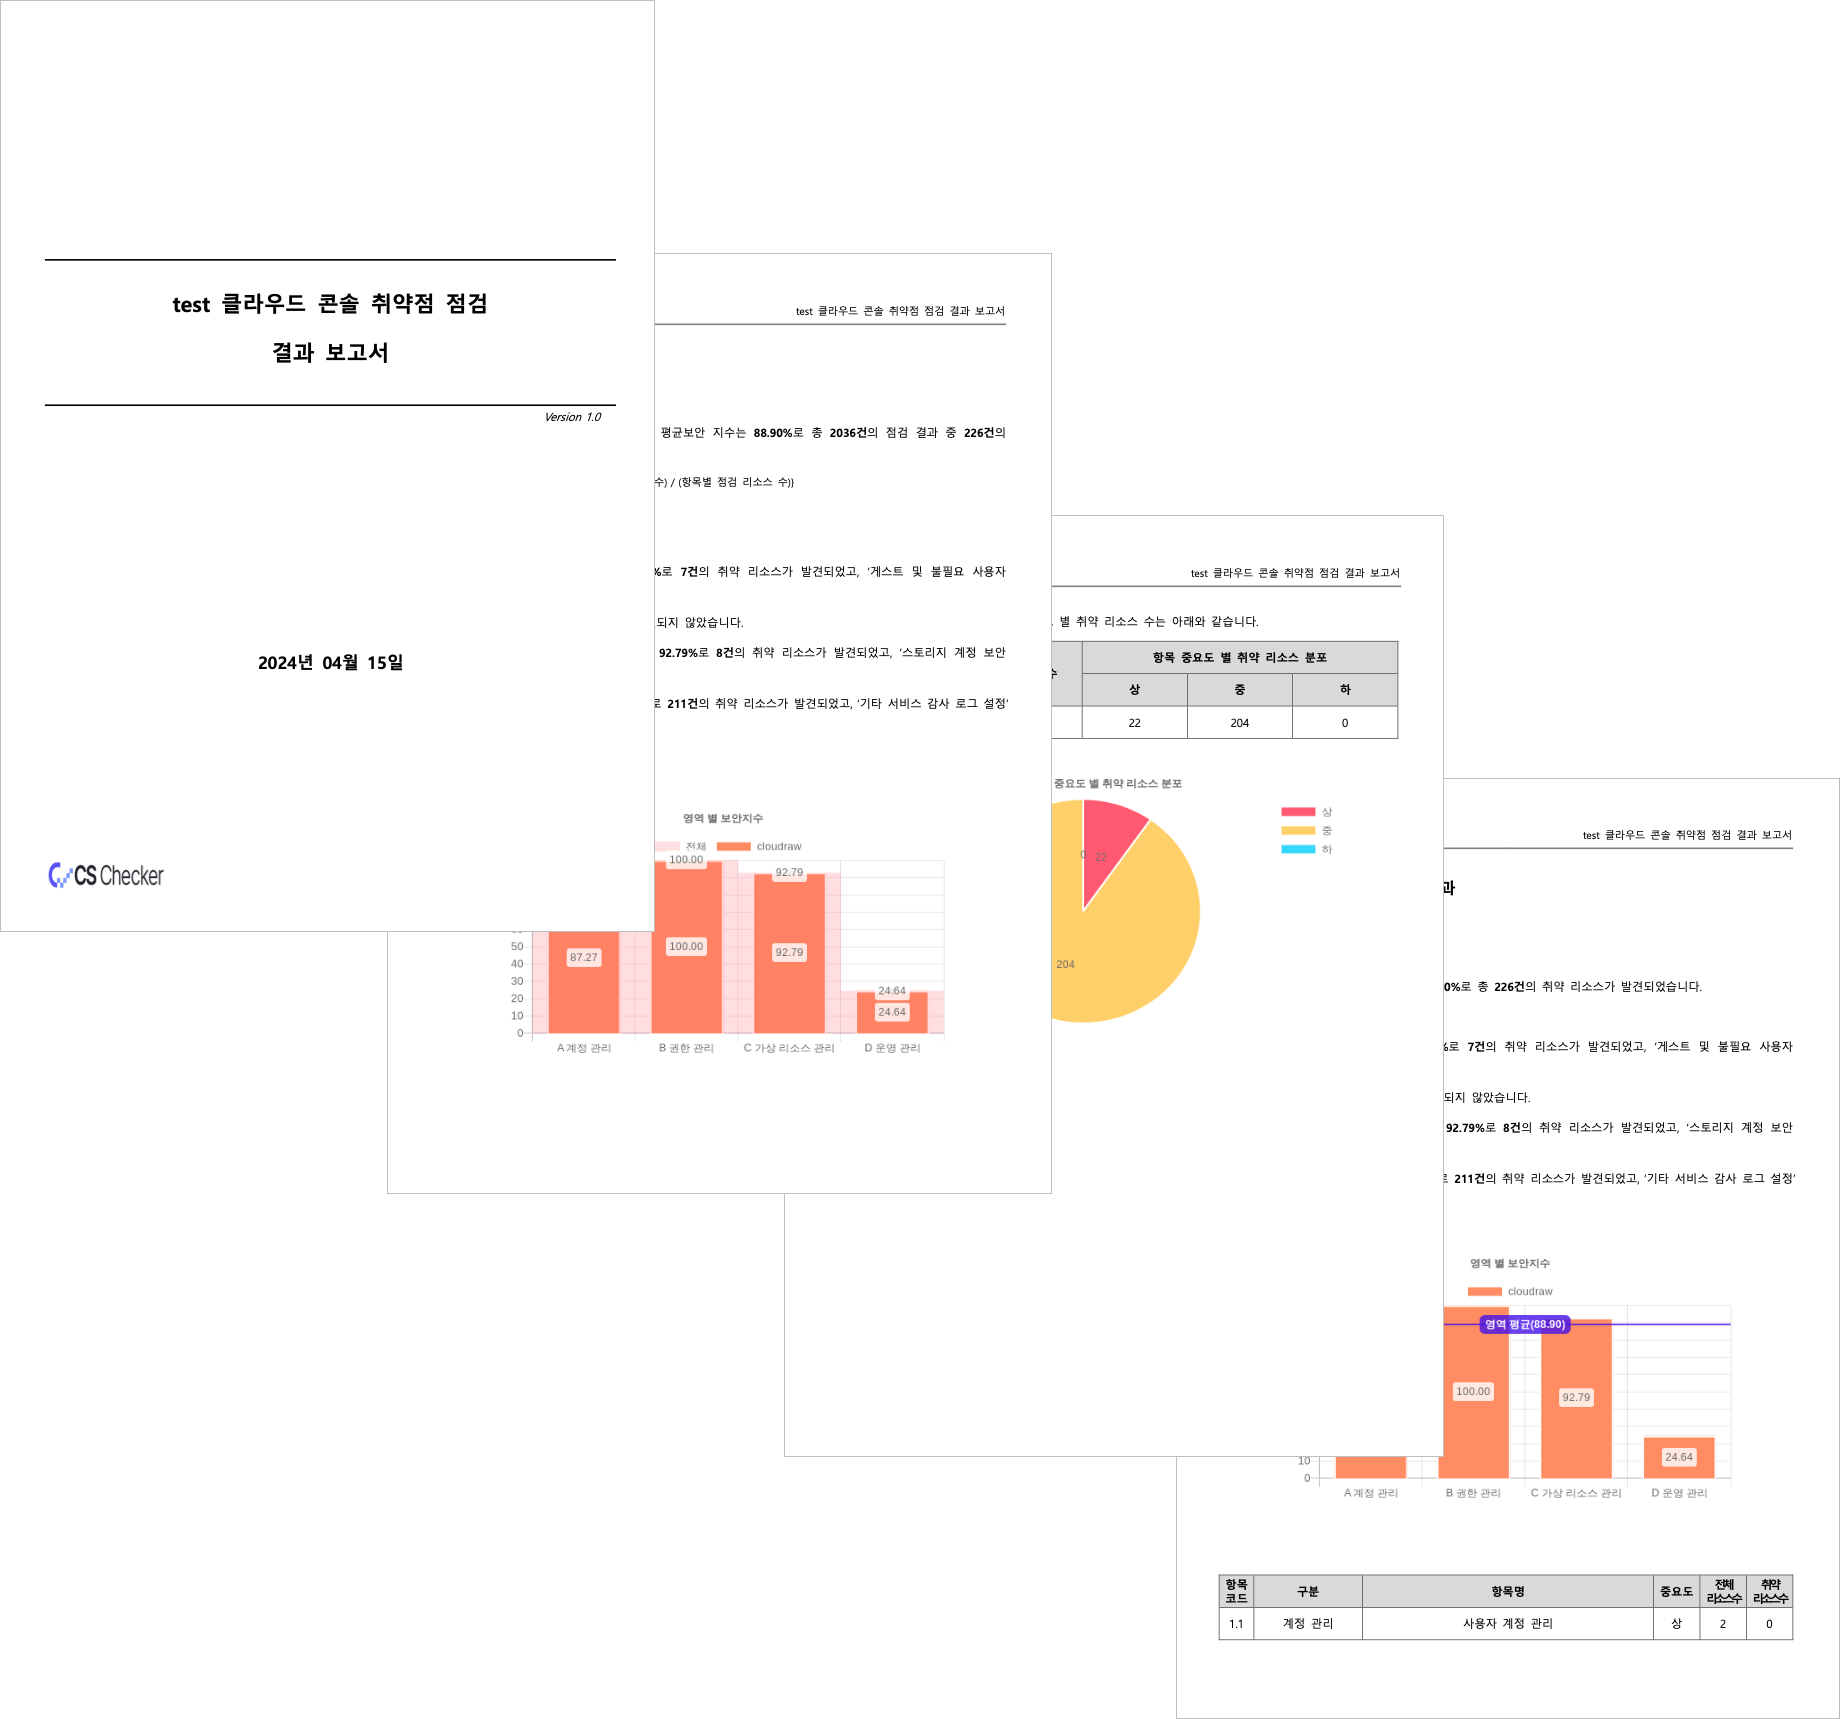 test 클라우드 콘솔 취약점 점검
결과 보고서
Version 1.0
2024년 04월 15일
CS Checker
test 클라우드 콘솔 취약점 점검 결과 보고서
평균보안 지수는 88.90%로 총 2036건의 점검 결과 중 226건의
수) / (항목별 점검 리소스 수)}
%로 7건의 취약 리소스가 발견되었고, '게스트 및 불필요 사용자
되지 않았습니다.
92.79%로 8건의 취약 리소스가 발견되었고, '스토리지 계정 보안
로 211건의 취약 리소스가 발견되었고, '기타 서비스 감사 로그 설정'
영역 별 보안지수
전체 cloudraw
100.00
92.79
50
40
30
20
10
0
87.27
100.00
92.79
24.64
24.64
A 계정 관리 B 권한 관리 C 가상 리소스 관리 D 운영 관리
test 클라우드 콘솔 취약점 점검 결과 보고서
별 취약 리소스 수는 아래와 같습니다.
수 항목 중요도 별 취약 리소스 분포
상 중 하
22 204 0
중요도 별 취약 리소스 분포
상
중
하
0 22
204
test 클라우드 콘솔 취약점 점검 결과 보고서
과
0%로 총 226건의 취약 리소스가 발견되었습니다.
%로 7건의 취약 리소스가 발견되었고, '게스트 및 불필요 사용자
되지 않았습니다.
92.79%로 8건의 취약 리소스가 발견되었고, '스토리지 계정 보안
로 211건의 취약 리소스가 발견되었고, '기타 서비스 감사 로그 설정'
영역 별 보안지수
cloudraw
영역 평균(88.90)
100.00
92.79
24.64
10
0
A 계정 관리 B 권한 관리 C 가상 리소스 관리 D 운영 관리
항목 코드 구분 항목명 중요도 전체 리소스수 취약 리소스수
1.1 계정 관리 사용자 계정 관리 상 2 0